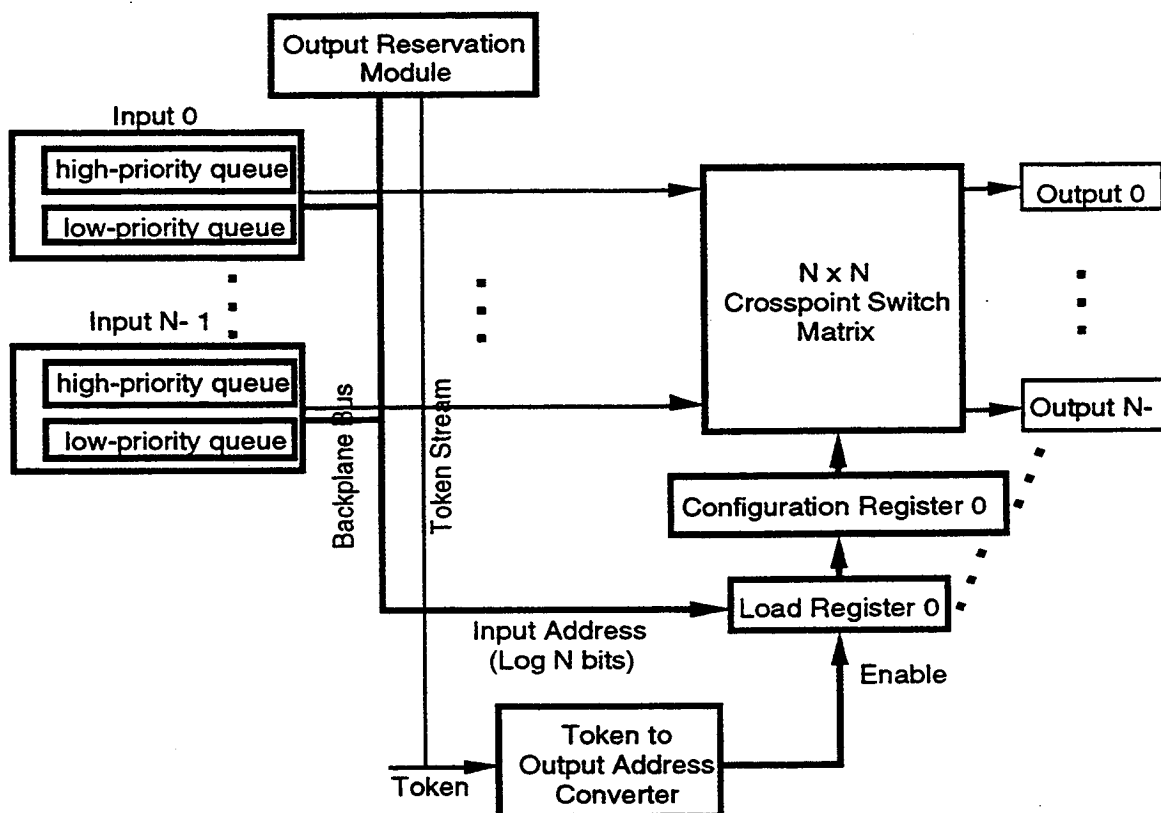 Output Reservation
Module
Input 0
high-priority queue
low-priority queue
Input N- 1
high-priority queue
low-priority queue
Backplane Bus
Token Stream
N x N
Crosspoint Switch
Matrix
Output 0
Output N-
Configuration Register 0
Load Register 0
Input Address
(Log N bits)
Enable
Token to
Output Address
Converter
Token